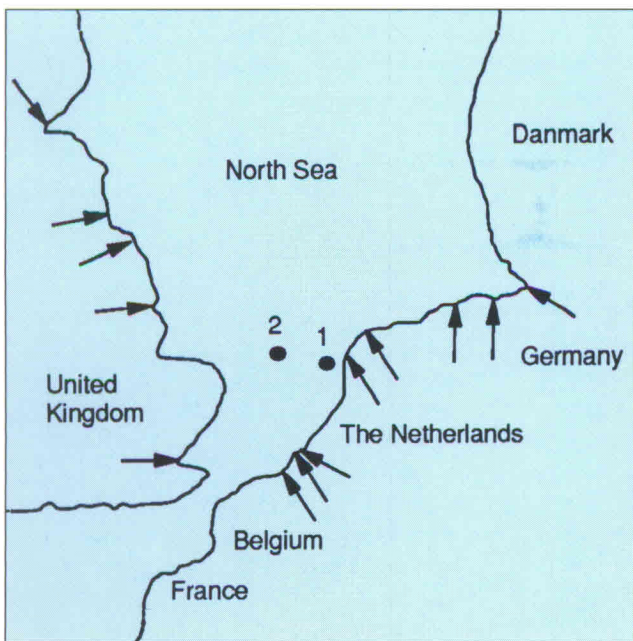 Danmark
North Sea
2
1
Germany
United
Kingdom
The Netherlands
Belgium
France